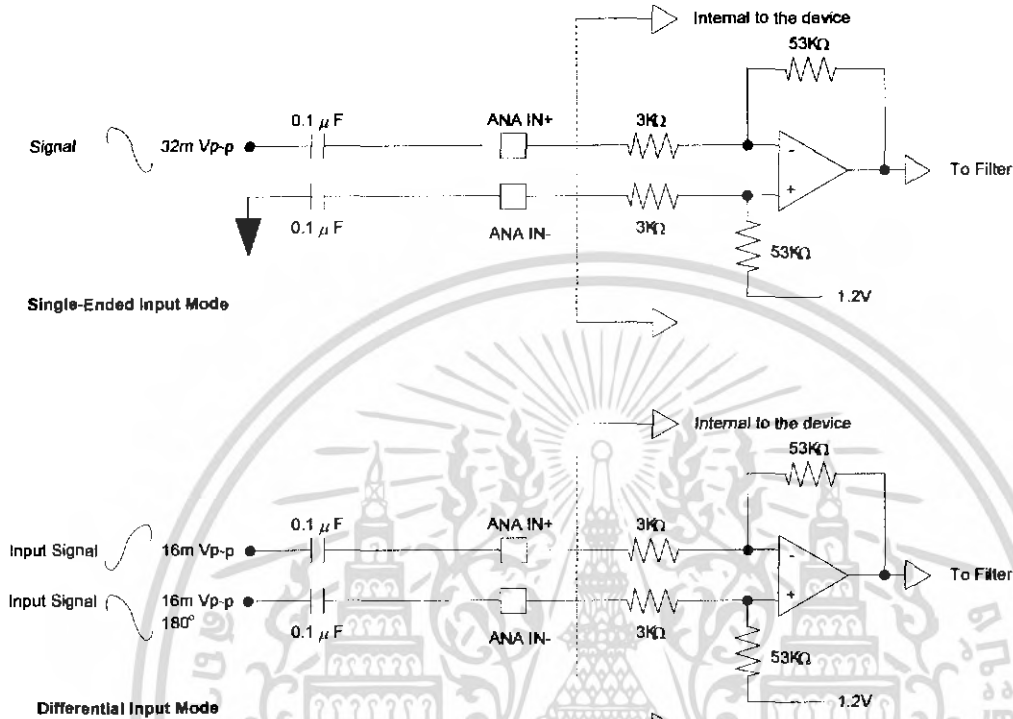 Internal to the device
53KΩ
0.1 μF
ANA IN+
3KΩ
Signal
32m Vp-p
-
+
To Filter
0.1 μF
ANA IN-
3KΩ
53KΩ
1.2V
Single-Ended Input Mode
Internal to the device
53KΩ
0.1 μF
ANA IN+
3KΩ
Input Signal
16m Vp-p
-
+
To Filter
Input Signal
16m Vp-p
180°
0.1 μF
ANA IN-
3KΩ
53KΩ
1.2V
Differential Input Mode